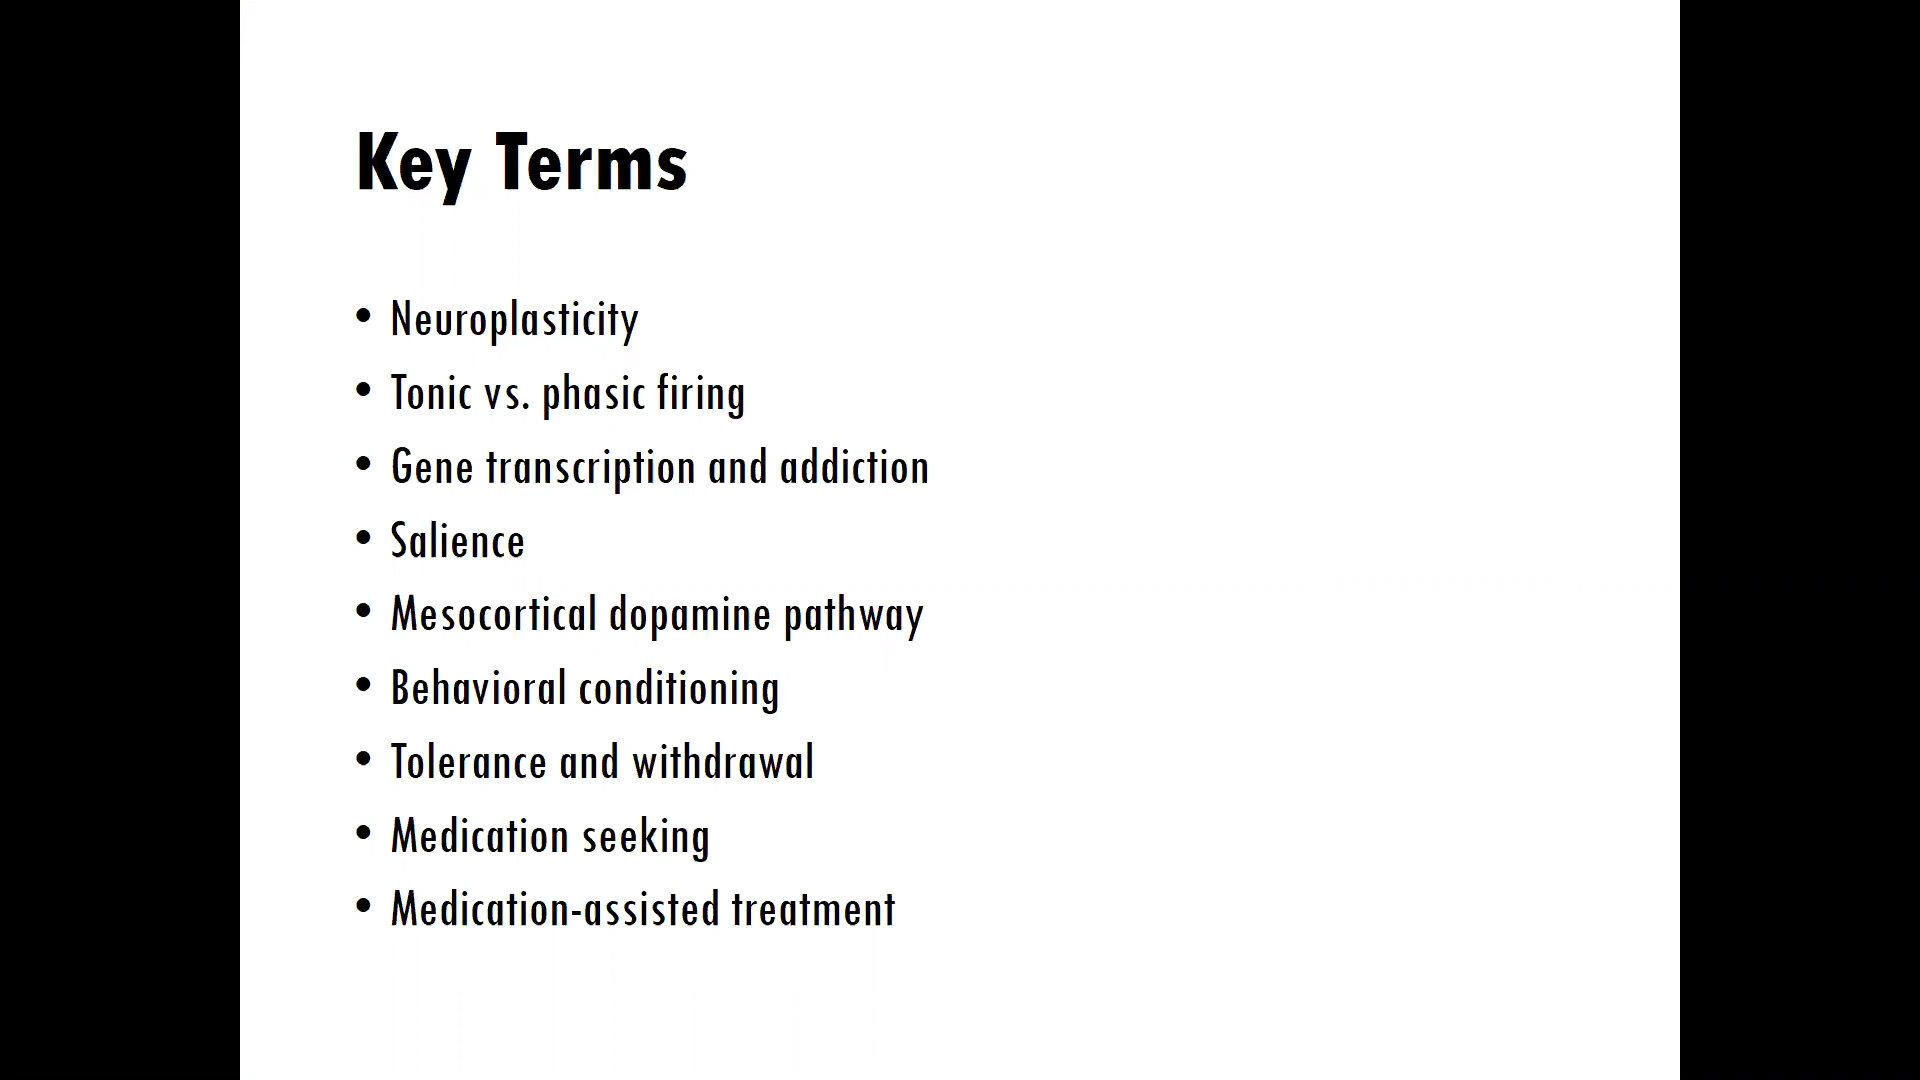 Key Terms
• Neuroplasticity
• Tonic vs. phasic firing
• Gene transcription and addiction
• Salience
• Mesocortical dopamine pathway
• Behavioral conditioning
• Tolerance and withdrawal
• Medication seeking
• Medication-assisted treatment